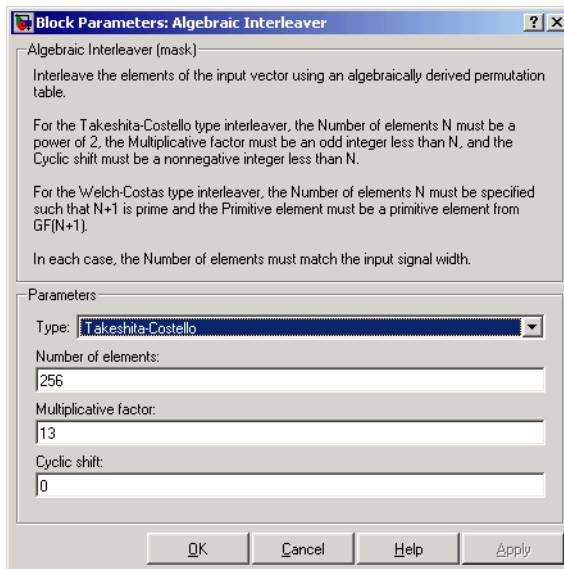 Block Parameters: Algebraic Interleaver
Algebraic Interleaver (mask)
Interleave the elements of the input vector using an algebraically derived permutation
table.
For the Takeshita-Costello type interleaver, the Number of elements N must be a
power of 2, the Multiplicative factor must be an odd integer less than N, and the
Cyclic shift must be a nonnegative integer less than N.
For the Welch-Costas type interleaver, the Number of elements N must be specified
such that N+1 is prime and the Primitive element must be a primitive element from
GF(N+1).
In each case, the Number of elements must match the input signal width.
Parameters
Type: Takeshita-Costello
Number of elements:
256
Multiplicative factor:
13
Cyclic shift:
0
OK Cancel Help Apply